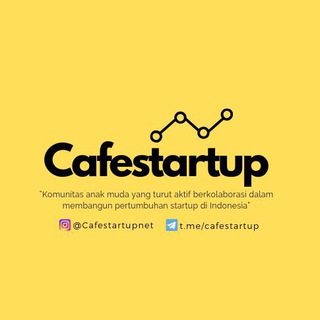 Cafestartup
"Komunitas anak muda yang turut aktif berkolaborasi dalam
membangun pertumbuhan startup di Indonesia"
@Cafestartupnet t.me/cafestartup